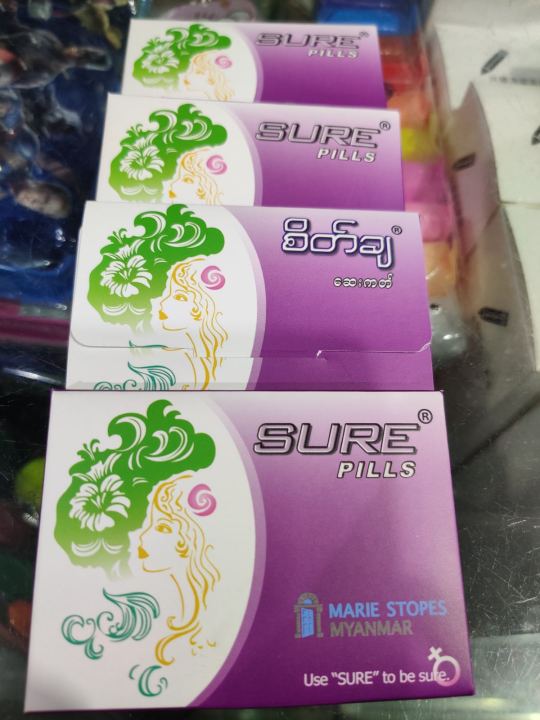 SURE®
PILLS
SURE®
PILLS
စိတ်ချ®
ဆေးကတ်
SURE®
PILLS
MARIE STOPES
MYANMAR
Use "SURE" to be sure.